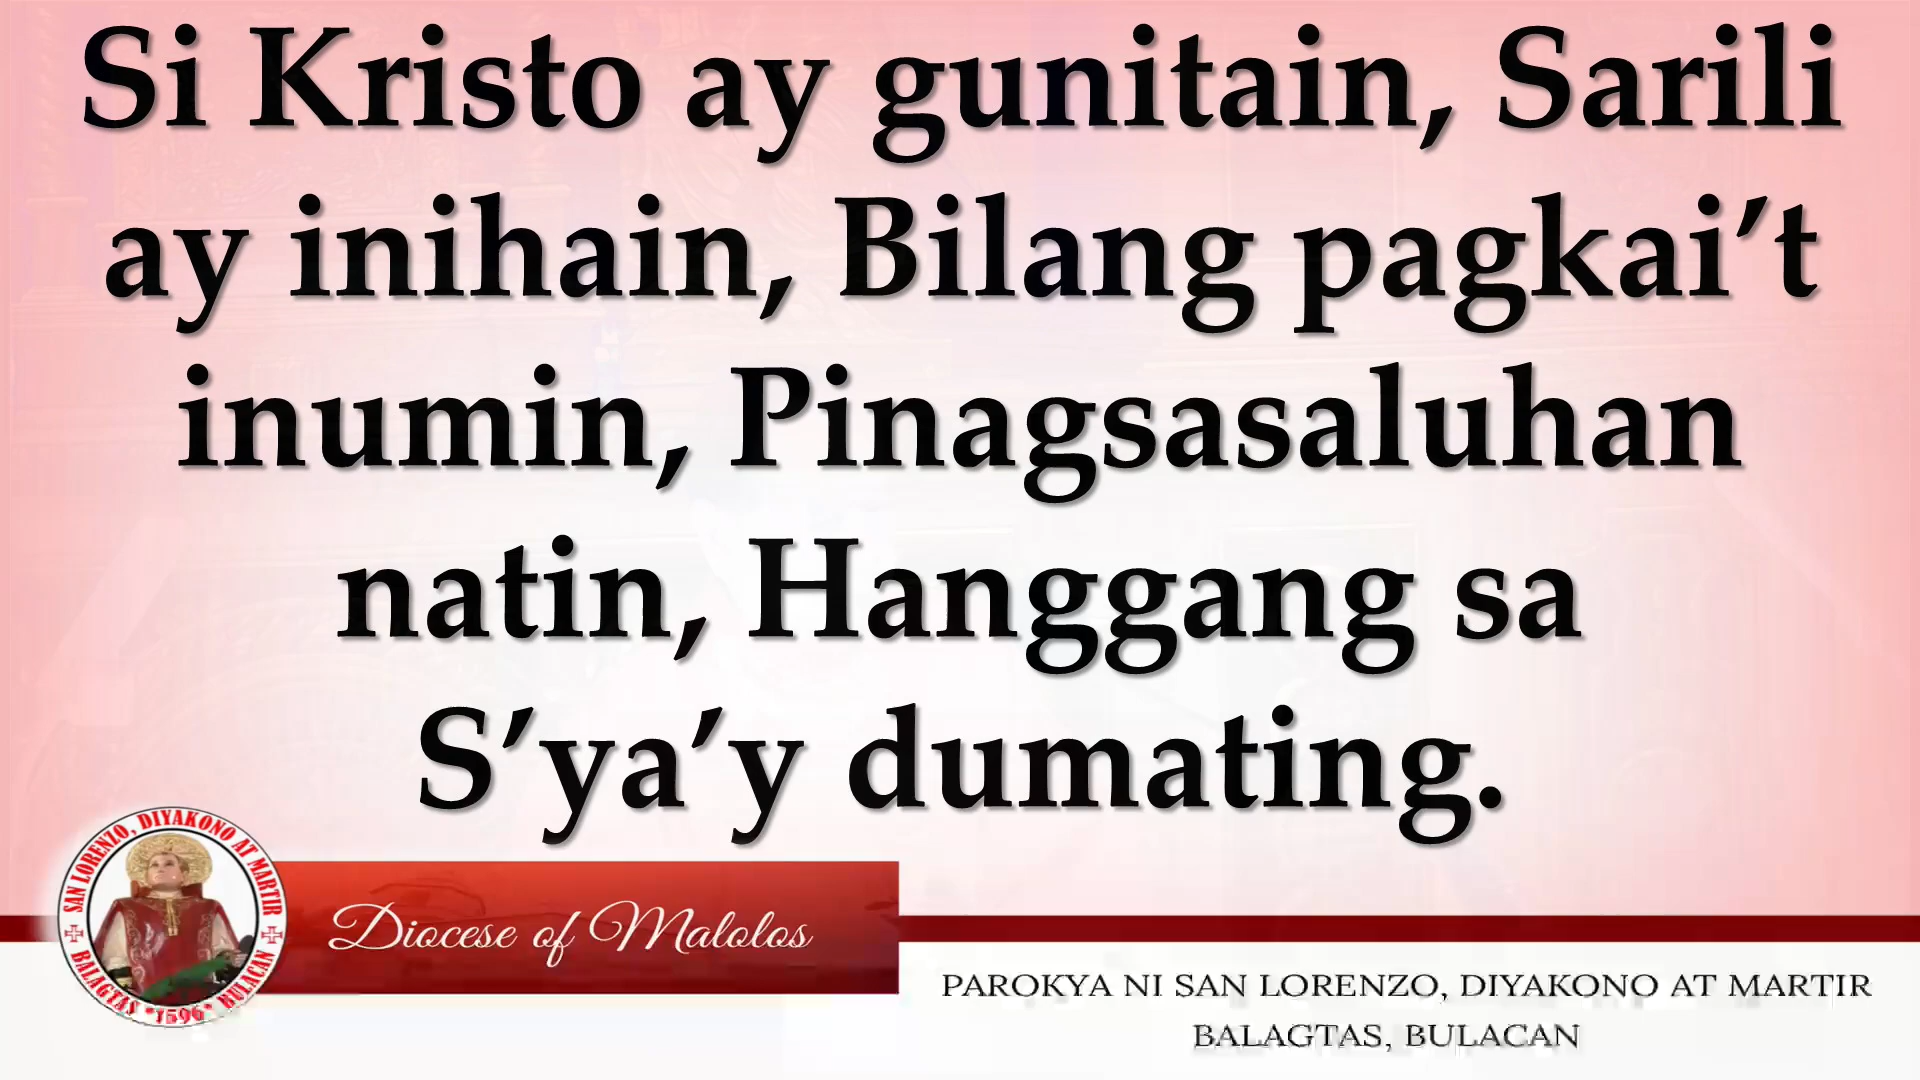 Si Kristo ay gunitain, Sarili
ay inihain, Bilang pagkai’t
inumin, Pinagsasaluhan
natin, Hanggang sa
S’ya’y dumating.
SAN LORENZO, DIYAKONO AT MARTIR
BALAGTAS "1596" BULACAN
Diocese of Malolos
PAROKYA NI SAN LORENZO, DIYAKONO AT MARTIR
BALAGTAS, BULACAN